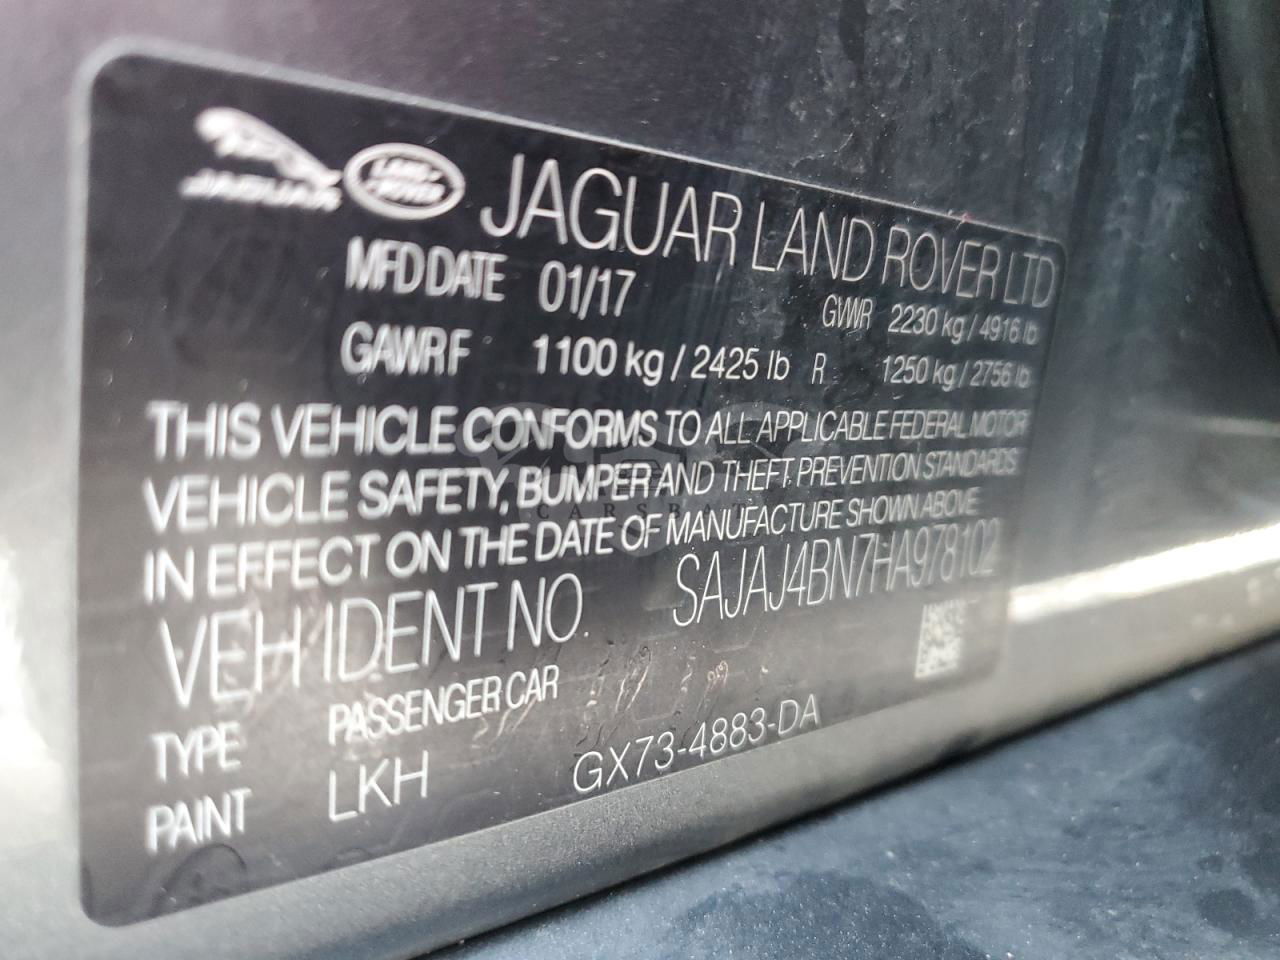 JAGUAR LAND ROVER JAGUAR LAND ROVER LTD
MFD DATE 01/17 GVWR 2230 kg / 4916 lb
GAWR F 1100 kg / 2425 lb R 1250 kg / 2756 lb
THIS VEHICLE CONFORMS TO ALL APPLICABLE FEDERAL MOTOR
VEHICLE SAFETY, BUMPER AND THEFT PREVENTION STANDARDS
IN EFFECT ON THE DATE OF MANUFACTURE SHOWN ABOVE
VEH IDENT NO. SAJAJ4BN7HA978102
TYPE PASSENGER CAR
PAINT LKH GX73-4883-DA